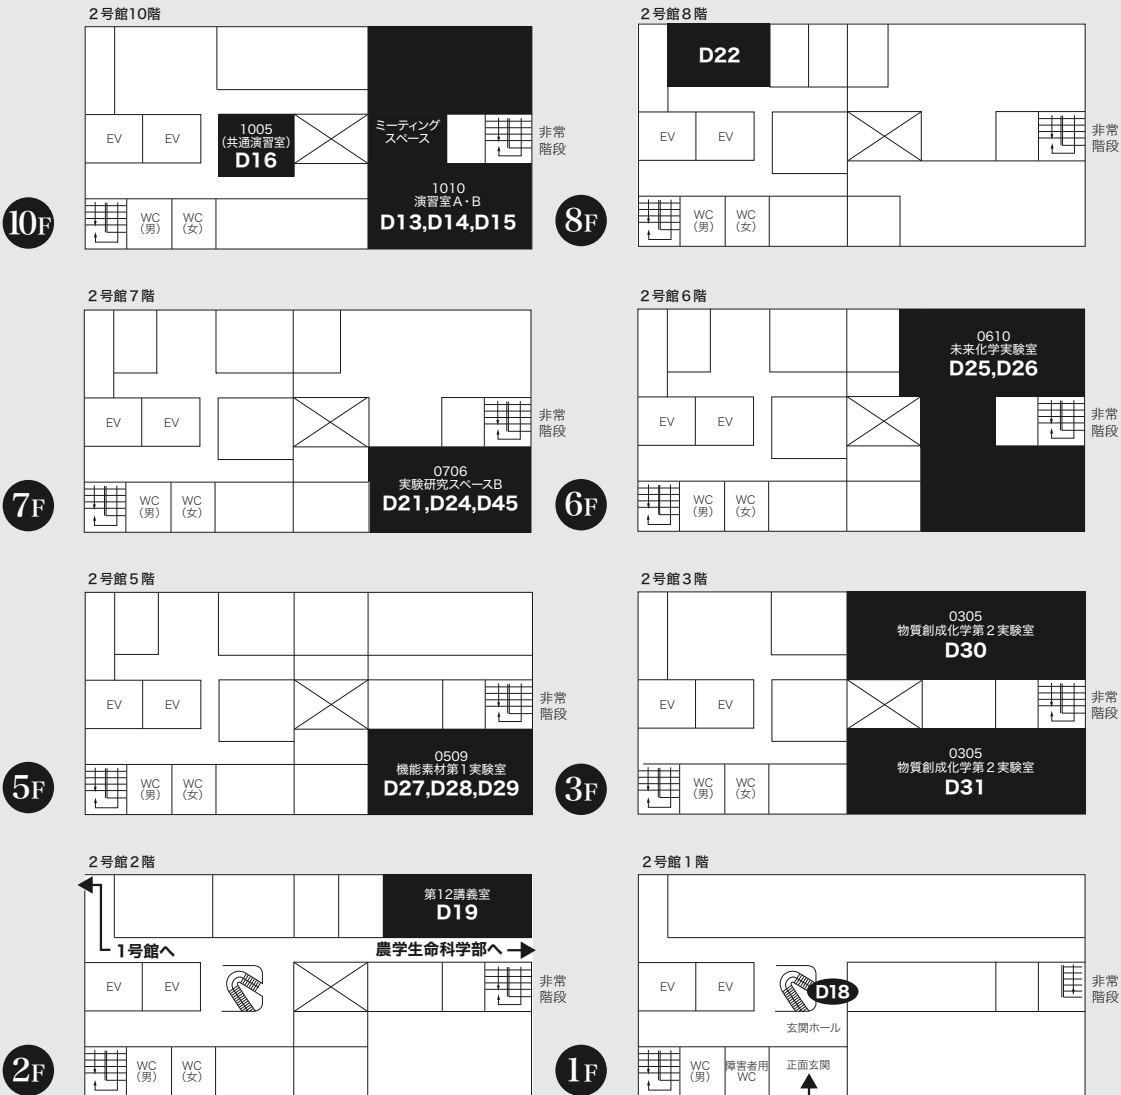 2号館10階
EV
EV
1005
(共通演習室)
D16
ミーティング
スペース
非常
階段
1010
演習室A・B
D13,D14,D15
10F
WC
(男)
WC
(女)
2号館8階
D22
EV
EV
非常
階段
8F
WC
(男)
WC
(女)
2号館7階
EV
EV
非常
階段
0706
実験研究スペースB
D21,D24,D45
7F
WC
(男)
WC
(女)
2号館6階
0610
未来化学実験室
D25,D26
EV
EV
非常
階段
6F
WC
(男)
WC
(女)
2号館5階
EV
EV
非常
階段
0509
機能素材第1実験室
D27,D28,D29
5F
WC
(男)
WC
(女)
2号館3階
0305
物質創成化学第2実験室
D30
EV
EV
非常
階段
0305
物質創成化学第2実験室
D31
3F
WC
(男)
WC
(女)
2号館2階
第12講義室
D19
1号館へ
農学生命科学部へ
EV
EV
非常
階段
2F
WC
(男)
WC
(女)
2号館1階
EV
EV
D18
非常
階段
玄関ホール
1F
WC
(男)
障害者用
WC
正面玄関